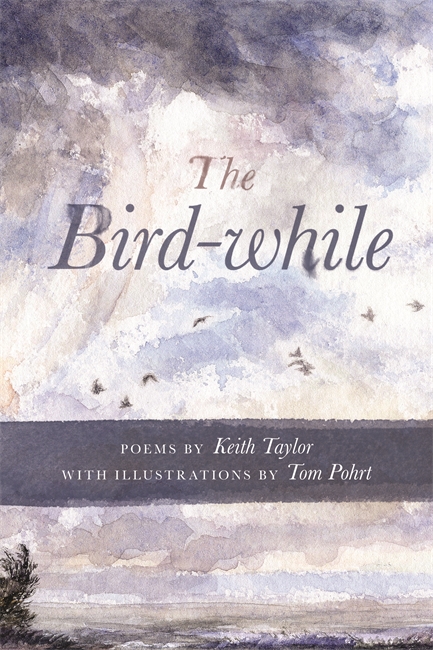 The
Bird-while
POEMS BY Keith Taylor
WITH ILLUSTRATIONS BY Tom Pohrt